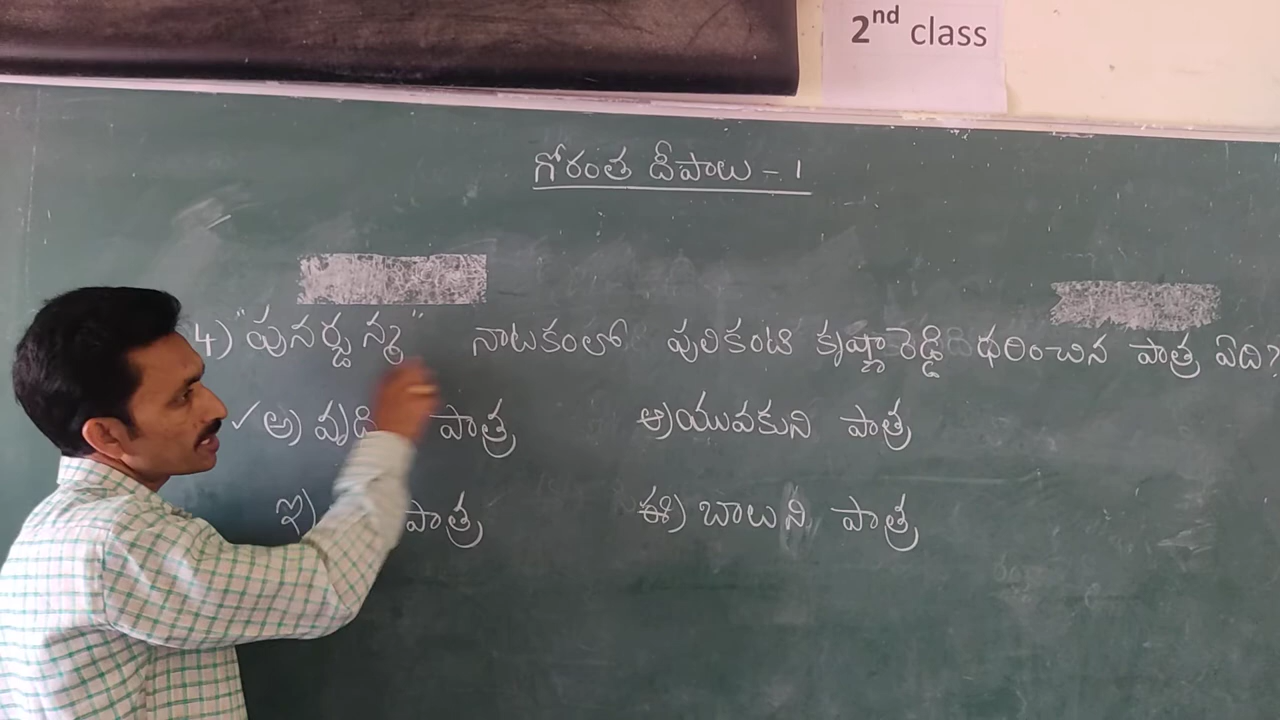 2nd class
గోరంత దీపాలు - 1
4) "పునర్జన్మ" నాటకంలో పులికంటి కృష్ణారెడ్డి ధరించిన పాత్ర ఏది?
✓ అ) పాత్ర ఆ) యువకుని పాత్ర
ఇ) పాత్ర ఈ) బాలుని పాత్ర